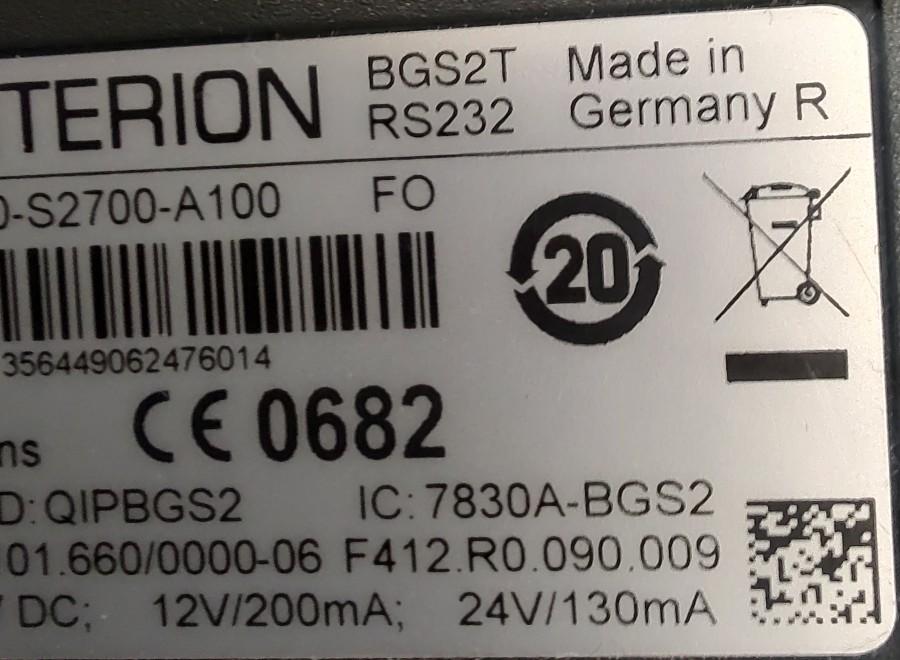 TERION BGS2T Made in
RS232 Germany R
0-S2700-A100 FO
20
356449062476014
CE 0682
ns
D: QIPBGS2 IC: 7830A-BGS2
01.660/0000-06 F412.R0.090.009
DC; 12V/200mA; 24V/130mA